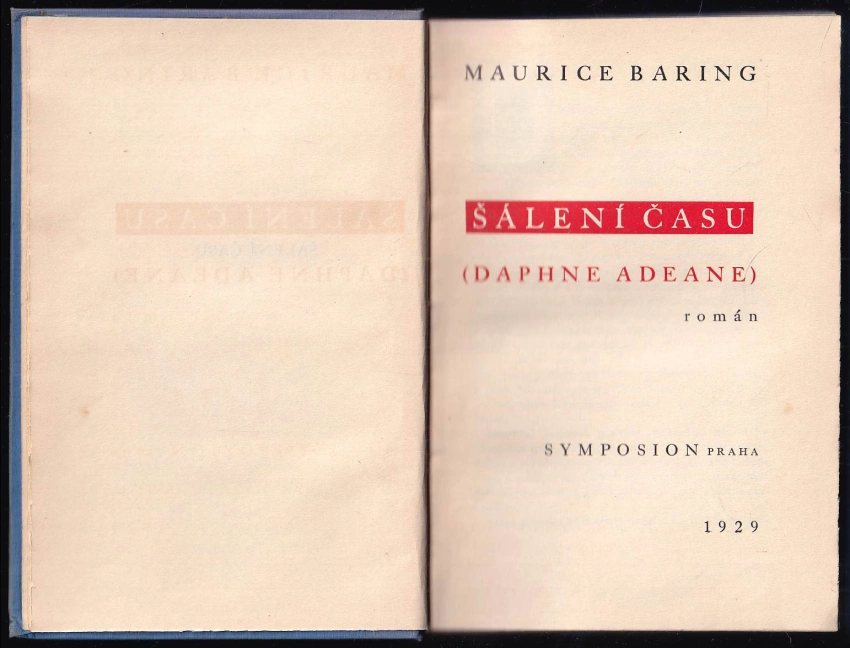 MAURICE BARING
ŠÁLENÍ ČASU
(DAPHNE ADEANE)
román
SYMPOSION PRAHA
1929